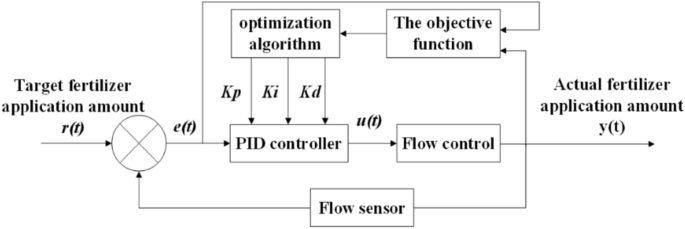 optimization
algorithm
The objective
function
Target fertilizer
application amount
r(t)
Kp
Ki
Kd
Actual fertilizer
application amount
y(t)
e(t)
PID controller
u(t)
Flow control
Flow sensor